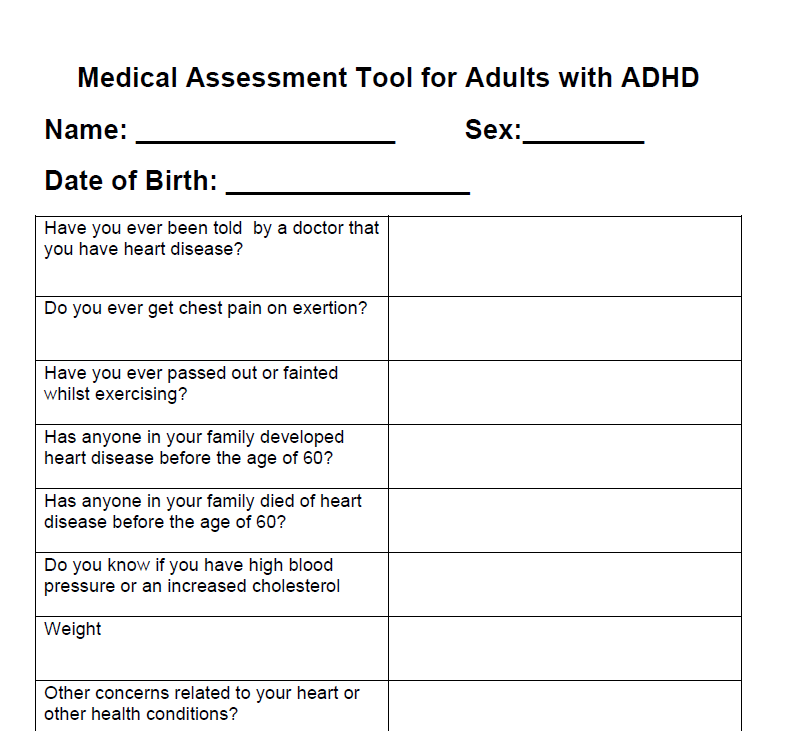 Medical Assessment Tool for Adults with ADHD
Name: _________________ Sex:________
Date of Birth: ________________
Have you ever been told  by a doctor that
you have heart disease?
Do you ever get chest pain on exertion?
Have you ever passed out or fainted
whilst exercising?
Has anyone in your family developed
heart disease before the age of 60?
Has anyone in your family died of heart
disease before the age of 60?
Do you know if you have high blood
pressure or an increased cholesterol
Weight
Other concerns related to your heart or
other health conditions?